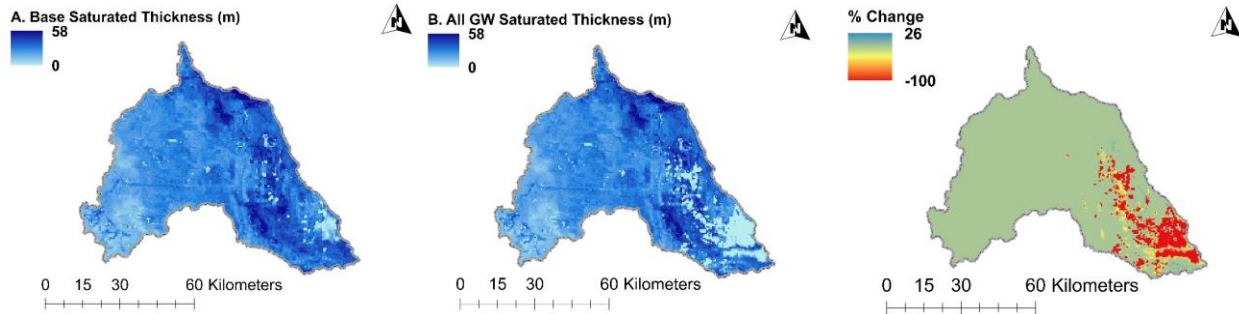 A. Base Saturated Thickness (m)
58
0
N
0 15 30 60 Kilometers
B. All GW Saturated Thickness (m)
58
0
N
0 15 30 60 Kilometers
% Change
26
-100
N
0 15 30 60 Kilometers